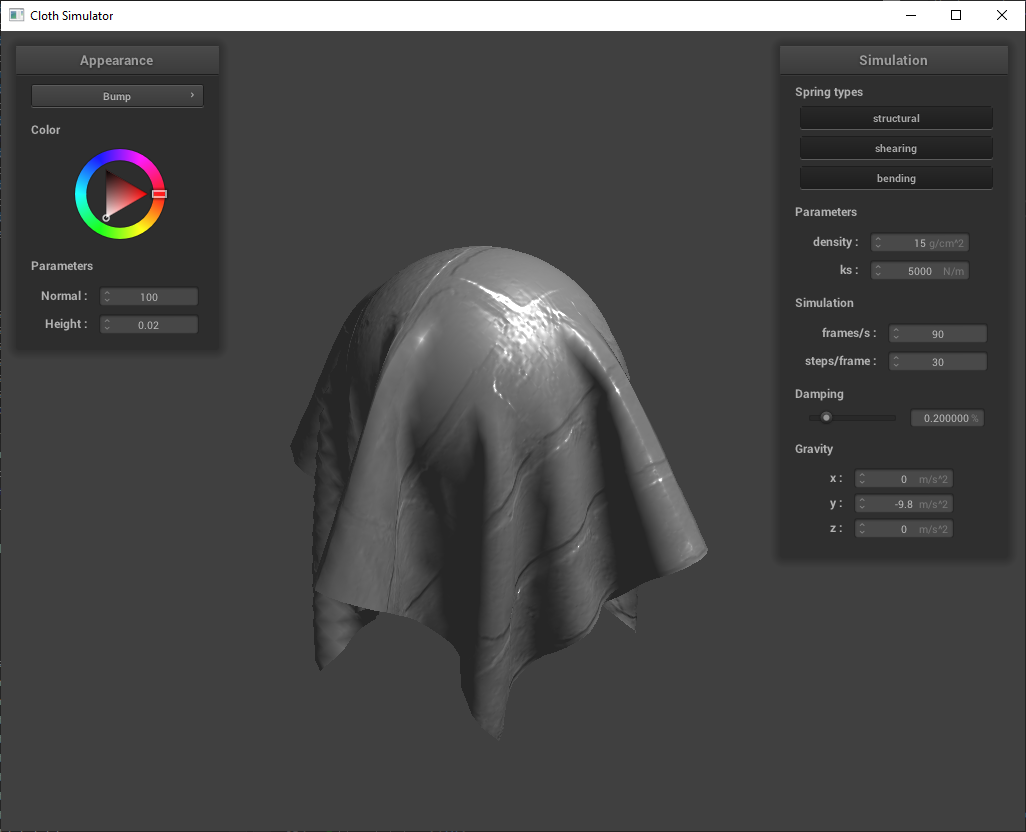 Cloth Simulator
Appearance
Bump
Color
Parameters
Normal : 100
Height : 0.02
Simulation
Spring types
structural
shearing
bending
Parameters
density : 15 g/cm^2
ks : 5000 N/m
Simulation
frames/s : 90
steps/frame : 30
Damping
0.200000 %
Gravity
x : 0 m/s^2
y : -9.8 m/s^2
z : 0 m/s^2